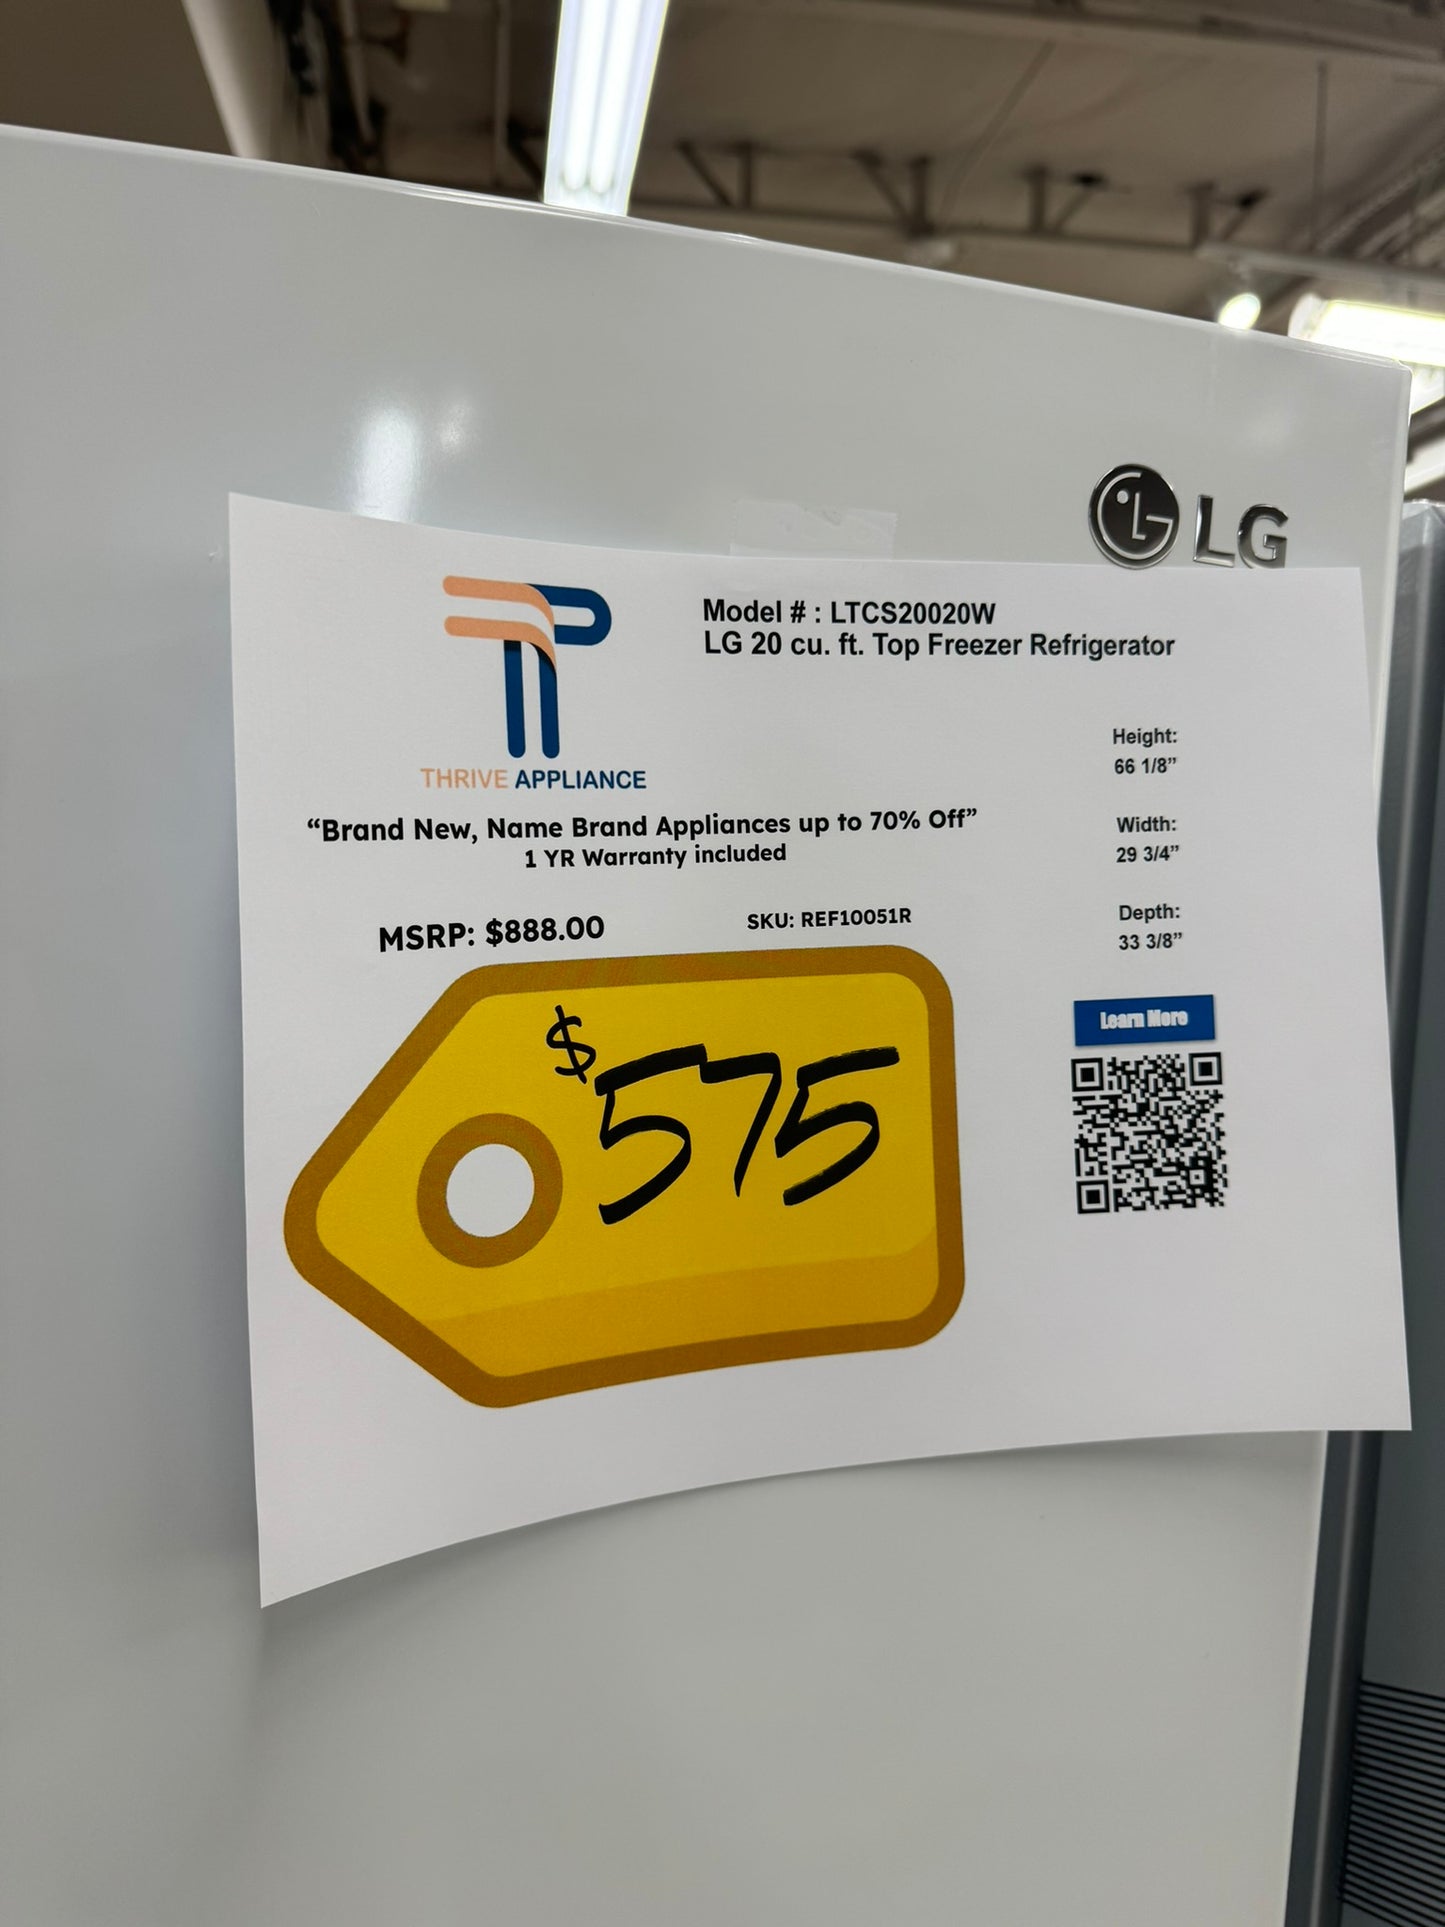 LG
Model # : LTCS20020W
LG 20 cu. ft. Top Freezer Refrigerator
THRIVE APPLIANCE
“Brand New, Name Brand Appliances up to 70% Off”
1 YR Warranty included
MSRP: $888.00
SKU: REF10051R
$575
Height:
66 1/8”
Width:
29 3/4”
Depth:
33 3/8”
Learn More